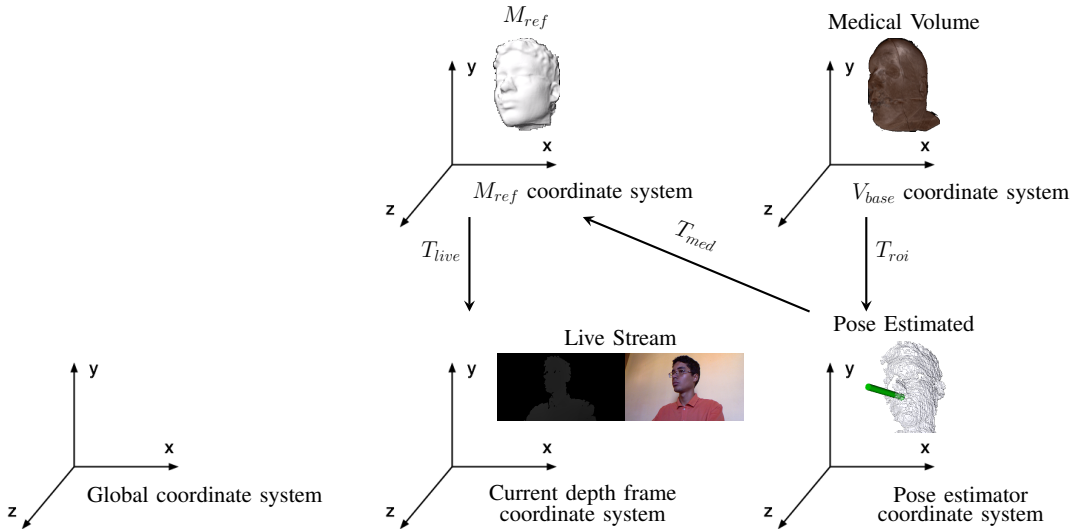 M_ref
Medical Volume
y
y
x
x
z
z
M_ref coordinate system
V_base coordinate system
T_live
T_med
T_roi
Pose Estimated
Live Stream
y
y
y
x
x
x
z
z
z
Global coordinate system
Current depth frame
coordinate system
Pose estimator
coordinate system